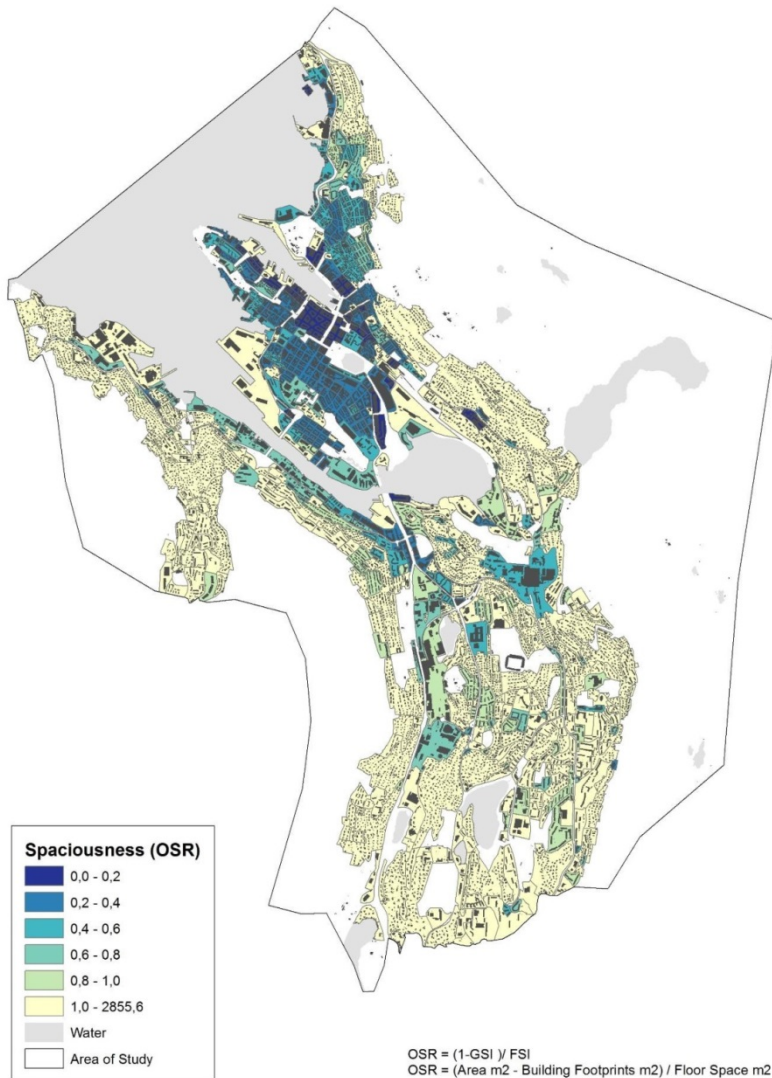 Spaciousness (OSR)
0,0 - 0,2
0,2 - 0,4
0,4 - 0,6
0,6 - 0,8
0,8 - 1,0
1,0 - 2855,6
Water
Area of Study
OSR = (1-GSI )/ FSI
OSR = (Area m2 - Building Footprints m2) / Floor Space m2